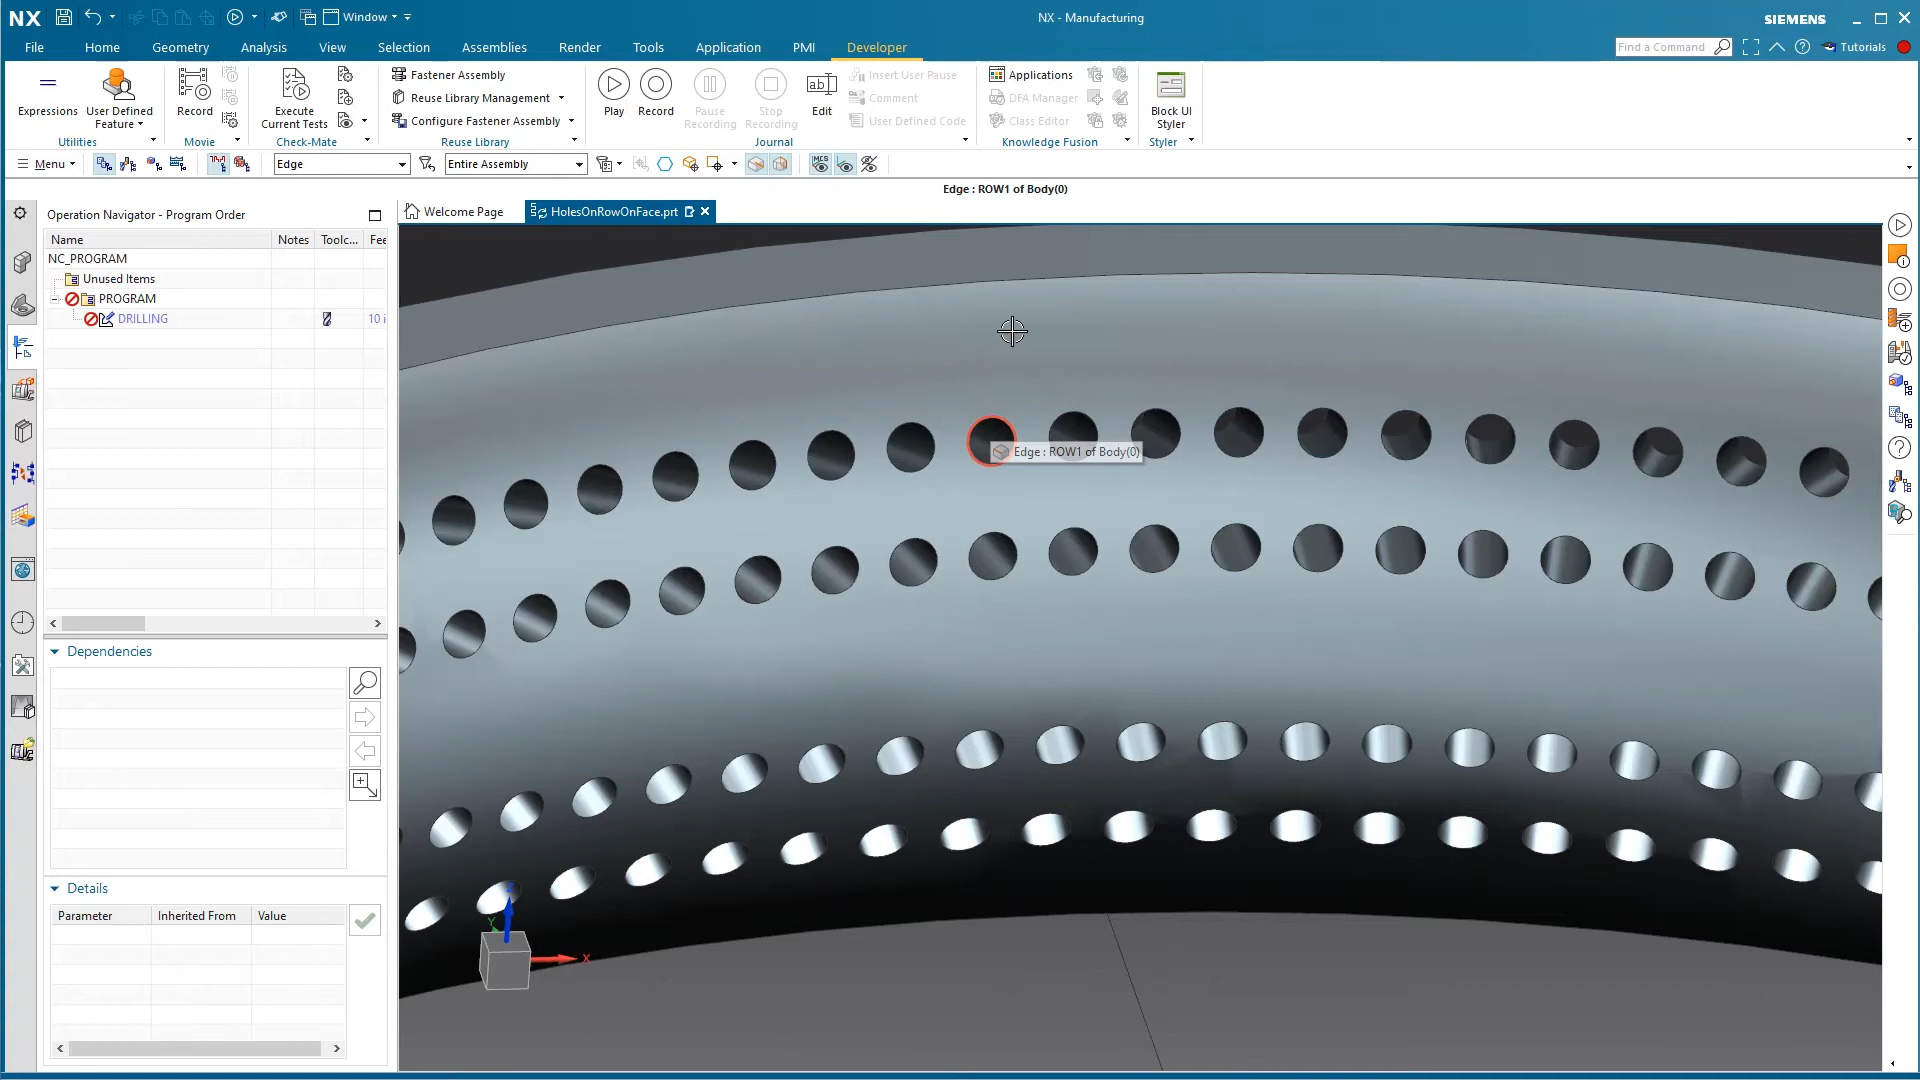 NX
Window
NX - Manufacturing
SIEMENS
File
Home
Geometry
Analysis
View
Selection
Assemblies
Render
Tools
Application
PMI
Developer
Find a Command
Tutorials
Expressions
User Defined
Feature
Utilities
Record
Movie
Execute
Current Tests
Check-Mate
Fastener Assembly
Reuse Library Management
Configure Fastener Assembly
Reuse Library
Play
Record
Pause
Recording
Stop
Recording
Edit
Insert User Pause
Comment
User Defined Code
Journal
Applications
DFA Manager
Class Editor
Knowledge Fusion
Block UI
Styler
Styler
Menu
Edge
Entire Assembly
MCS
Edge : ROW1 of Body(0)
Operation Navigator - Program Order
Welcome Page
HolesOnRowOnFace.prt
Name
Notes
Toolc...
Fee
NC_PROGRAM
Unused Items
PROGRAM
DRILLING
10 i
Edge : ROW1 of Body(0)
Dependencies
Details
Parameter
Inherited From
Value
Z
Y
X